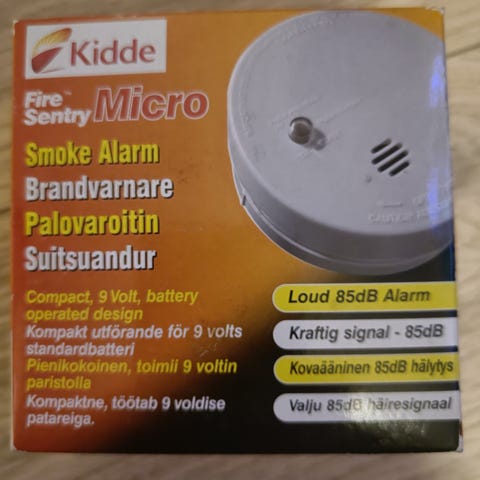 Kidde
Fire™
Sentry Micro
Smoke Alarm
Brandvarnare
Palovaroitin
Suitsuandur
Compact, 9 Volt, battery
operated design
Kompakt utförande för 9 volts
standardbatteri
Pienikokoinen, toimii 9 voltin
paristolla
Kompaktne, töötab 9 voldise
patareiga.
Loud 85dB Alarm
Kraftig signal - 85dB
Kovaääninen 85dB hälytys
Valju 85dB häiresignaal